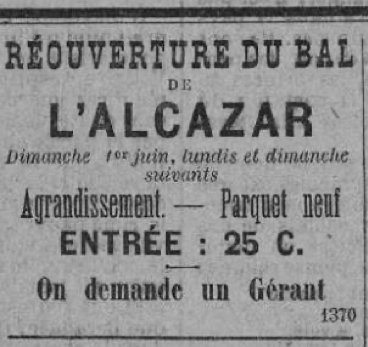 RÉOUVERTURE DU BAL
DE
L'ALCAZAR
Dimanche 1er juin, lundis et dimanche
suivants
Agrandissement. — Parquet neuf
ENTRÉE : 25 C.
On demande un Gérant
1370